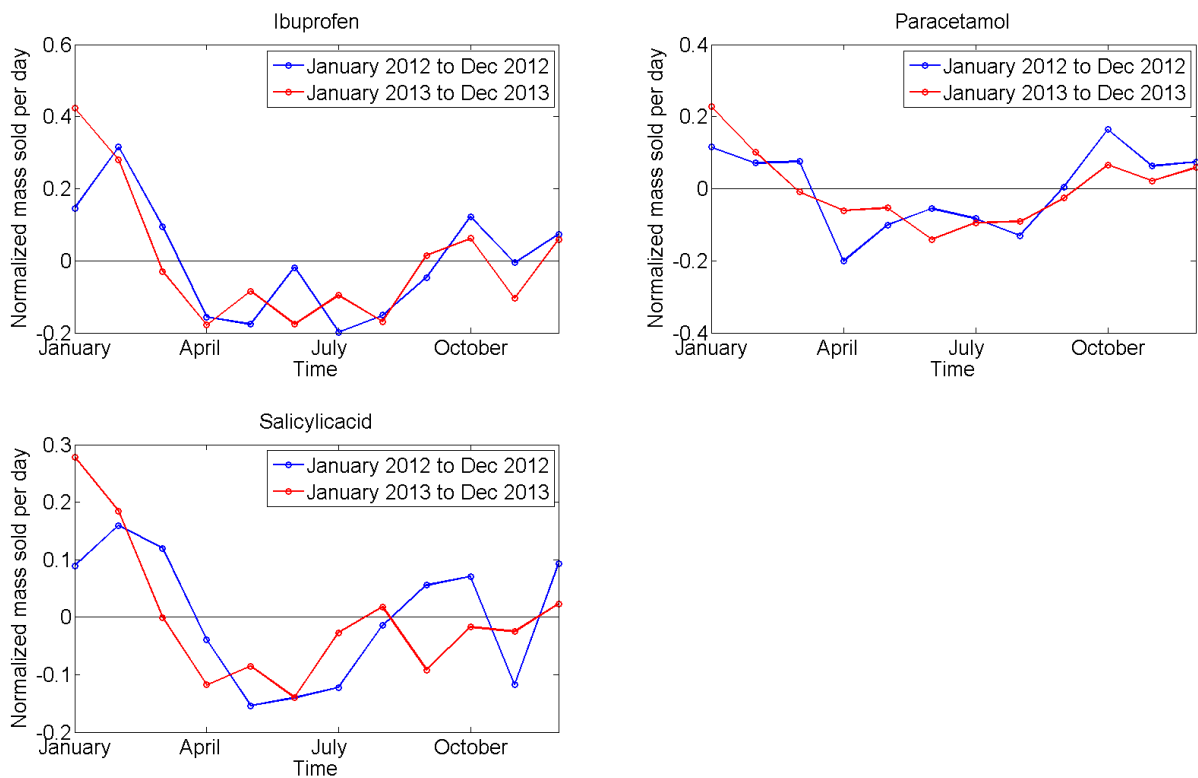 Ibuprofen
Normalized mass sold per day
0.6
0.4
0.2
0
-0.2
January 2012 to Dec 2012
January 2013 to Dec 2013
January
April
July
October
Time
Paracetamol
Normalized mass sold per day
0.4
0.2
0
-0.2
-0.4
January 2012 to Dec 2012
January 2013 to Dec 2013
January
April
July
October
Time
Salicylicacid
Normalized mass sold per day
0.3
0.2
0.1
0
-0.1
-0.2
January 2012 to Dec 2012
January 2013 to Dec 2013
January
April
July
October
Time